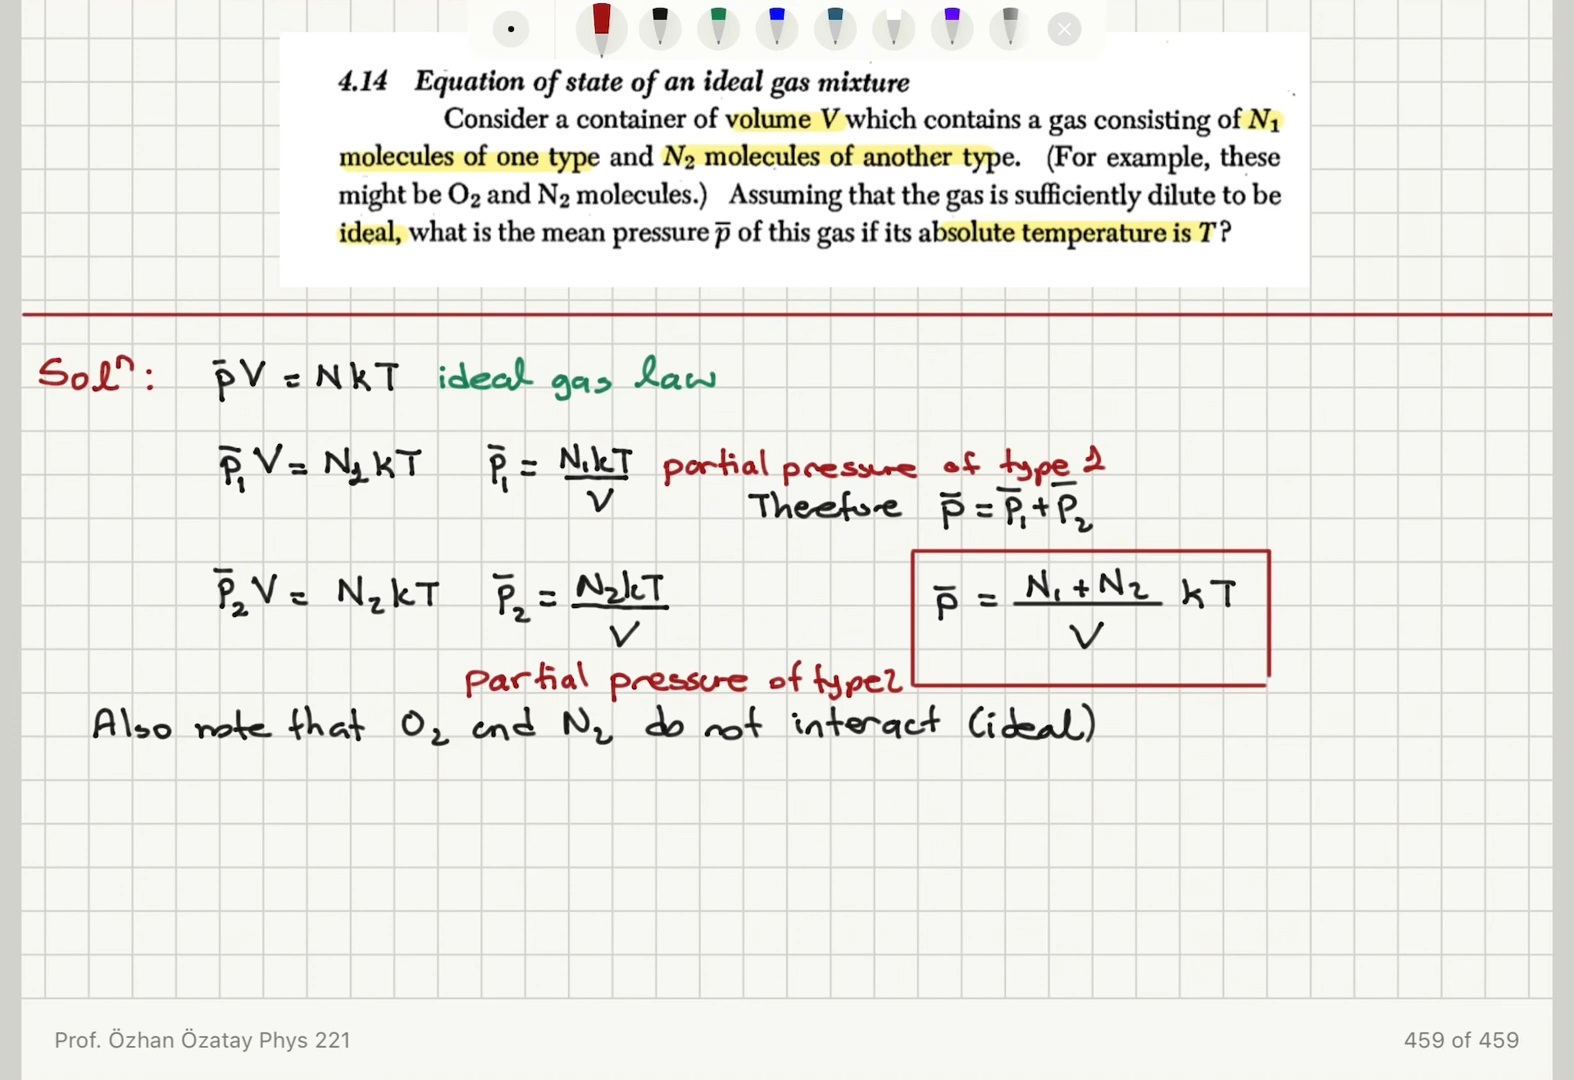 4.14 Equation of state of an ideal gas mixture
Consider a container of volume V which contains a gas consisting of N₁
molecules of one type and N₂ molecules of another type. (For example, these
might be O₂ and N₂ molecules.) Assuming that the gas is sufficiently dilute to be
ideal, what is the mean pressure p̅ of this gas if its absolute temperature is T?
Solⁿ: p̅V = NkT ideal gas law
p̅₁V = N₁kT p̅₁ = N₁kT/V partial pressure of type 1
Theefore p̅ = p̅₁ + p̅₂
p̅₂V = N₂kT p̅₂ = N₂kT/V
p̅ = (N₁ + N₂)/V kT
Partial pressure of type 2
Also note that O₂ and N₂ do not interact (ideal)
Prof. Özhan Özatay Phys 221
459 of 459